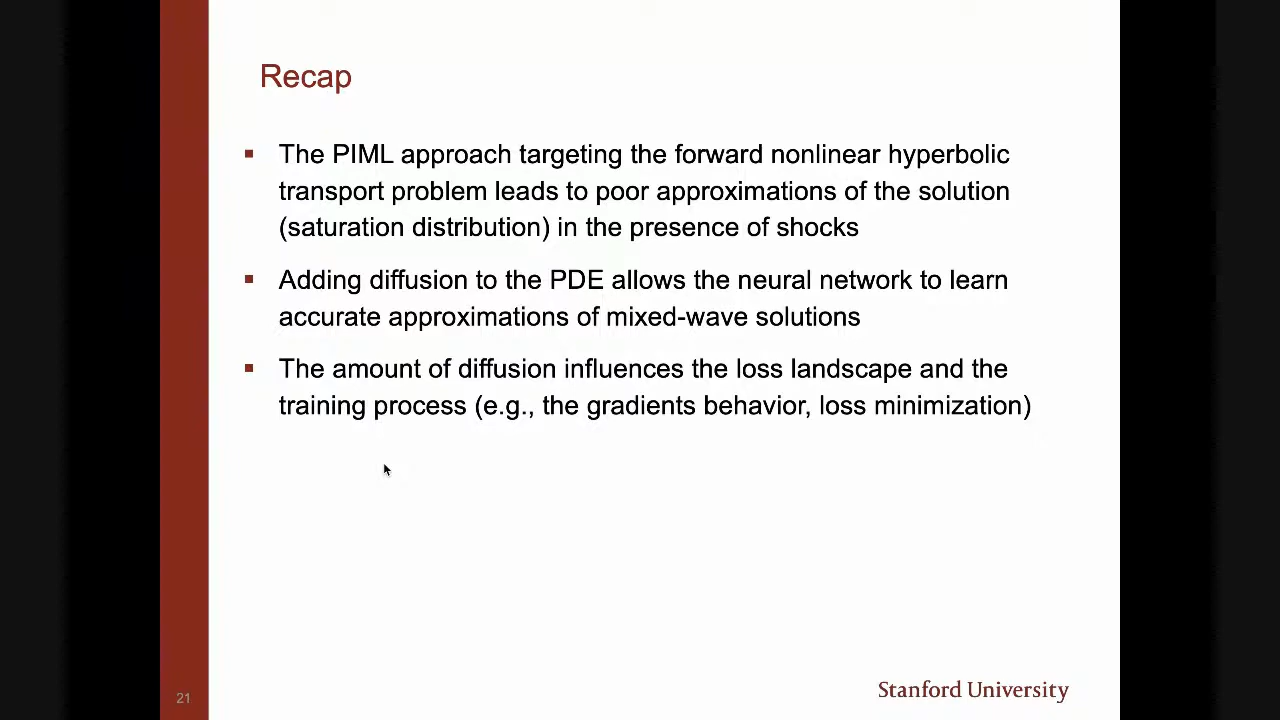 Recap
▪ The PIML approach targeting the forward nonlinear hyperbolic
transport problem leads to poor approximations of the solution
(saturation distribution) in the presence of shocks
▪ Adding diffusion to the PDE allows the neural network to learn
accurate approximations of mixed-wave solutions
▪ The amount of diffusion influences the loss landscape and the
training process (e.g., the gradients behavior, loss minimization)
21
Stanford University